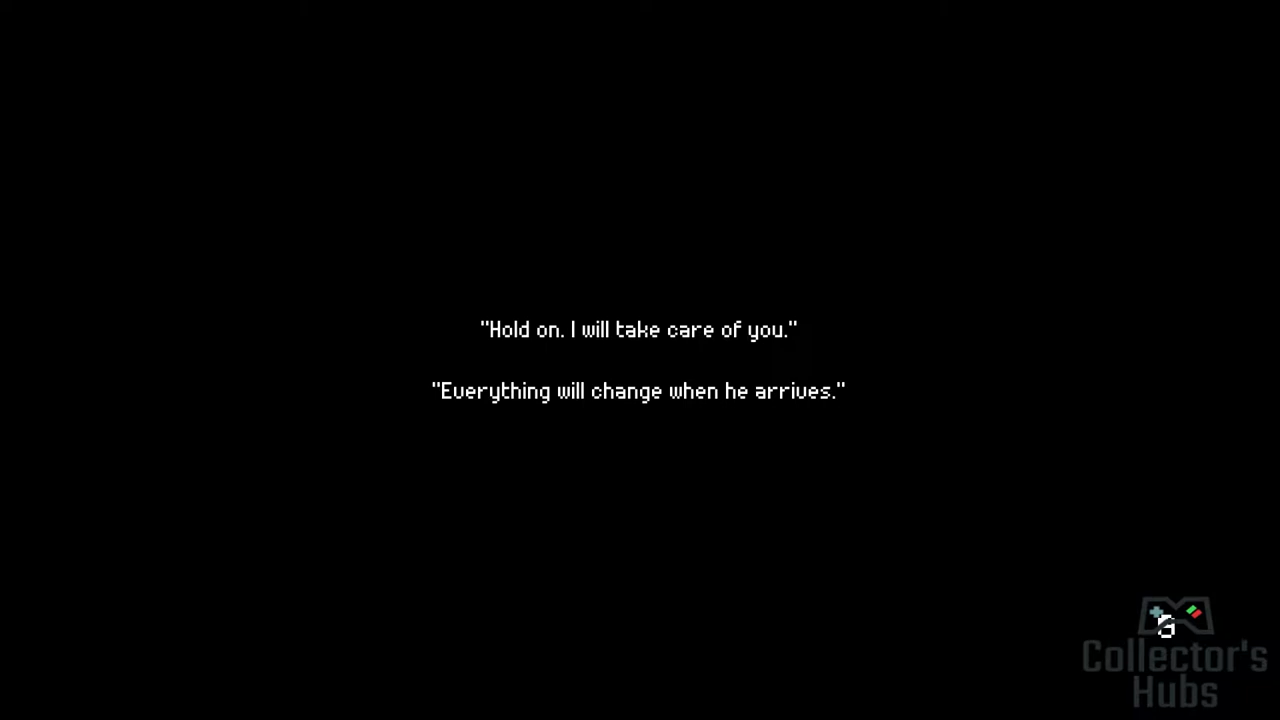 "Hold on. I will take care of you."
"Everything will change when he arrives."
Collector's
Hubs